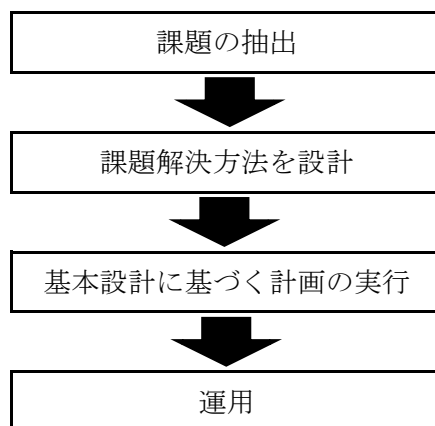 課題の抽出
課題解決方法を設計
基本設計に基づく計画の実行
運用